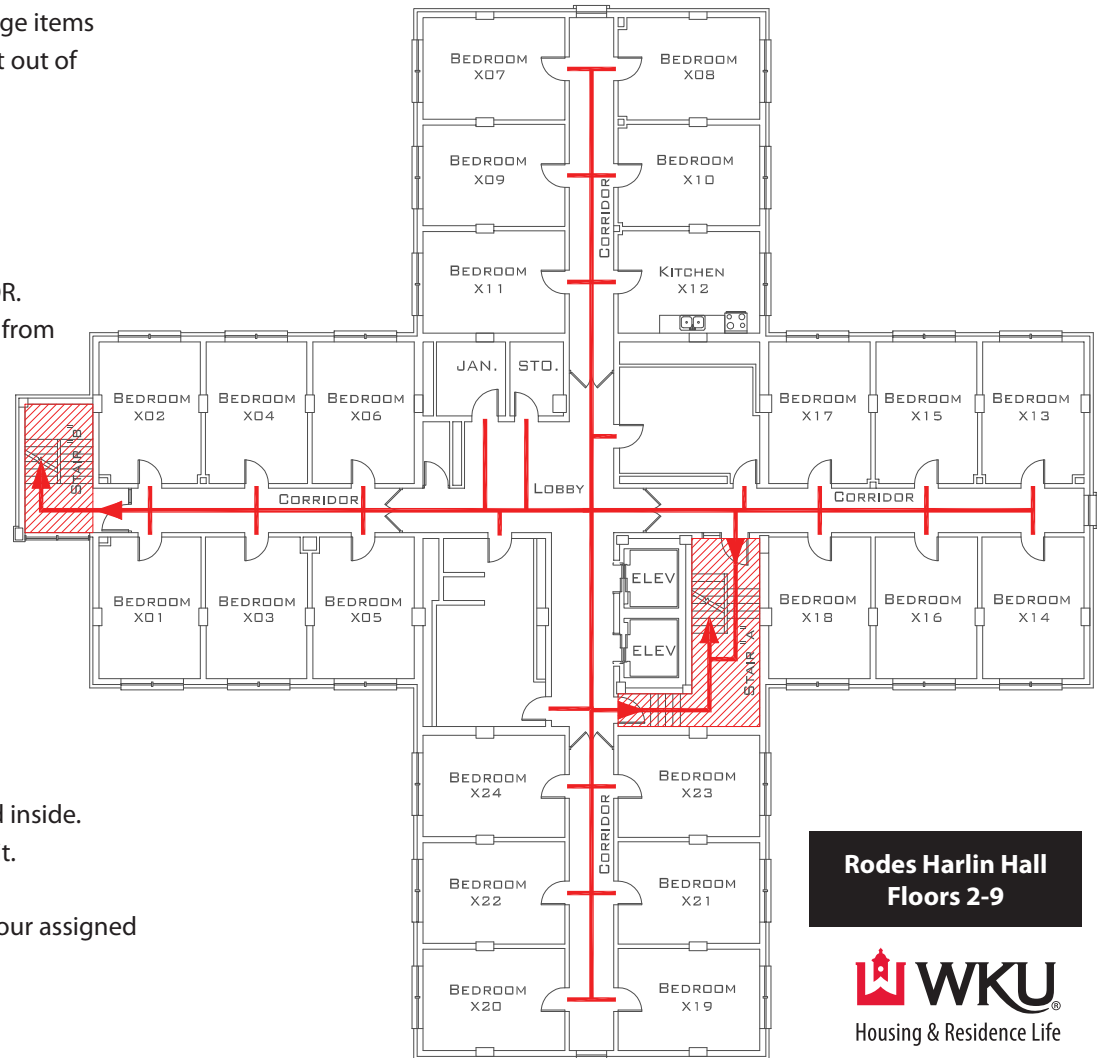 ge items
t out of
OR.
from
d inside.
t.
our assigned
BEDROOM
X07
BEDROOM
X08
BEDROOM
X09
BEDROOM
X10
CORRIDOR
BEDROOM
X11
KITCHEN
X12
JAN.
STO.
BEDROOM
X02
BEDROOM
X04
BEDROOM
X06
BEDROOM
X17
BEDROOM
X15
BEDROOM
X13
STAIR "B"
CORRIDOR
LOBBY
CORRIDOR
BEDROOM
X01
BEDROOM
X03
BEDROOM
X05
ELEV
ELEV
STAIR "A"
BEDROOM
X18
BEDROOM
X16
BEDROOM
X14
BEDROOM
X24
BEDROOM
X23
CORRIDOR
BEDROOM
X22
BEDROOM
X21
BEDROOM
X20
BEDROOM
X19
Rodes Harlin Hall
Floors 2-9
WKU®
Housing & Residence Life